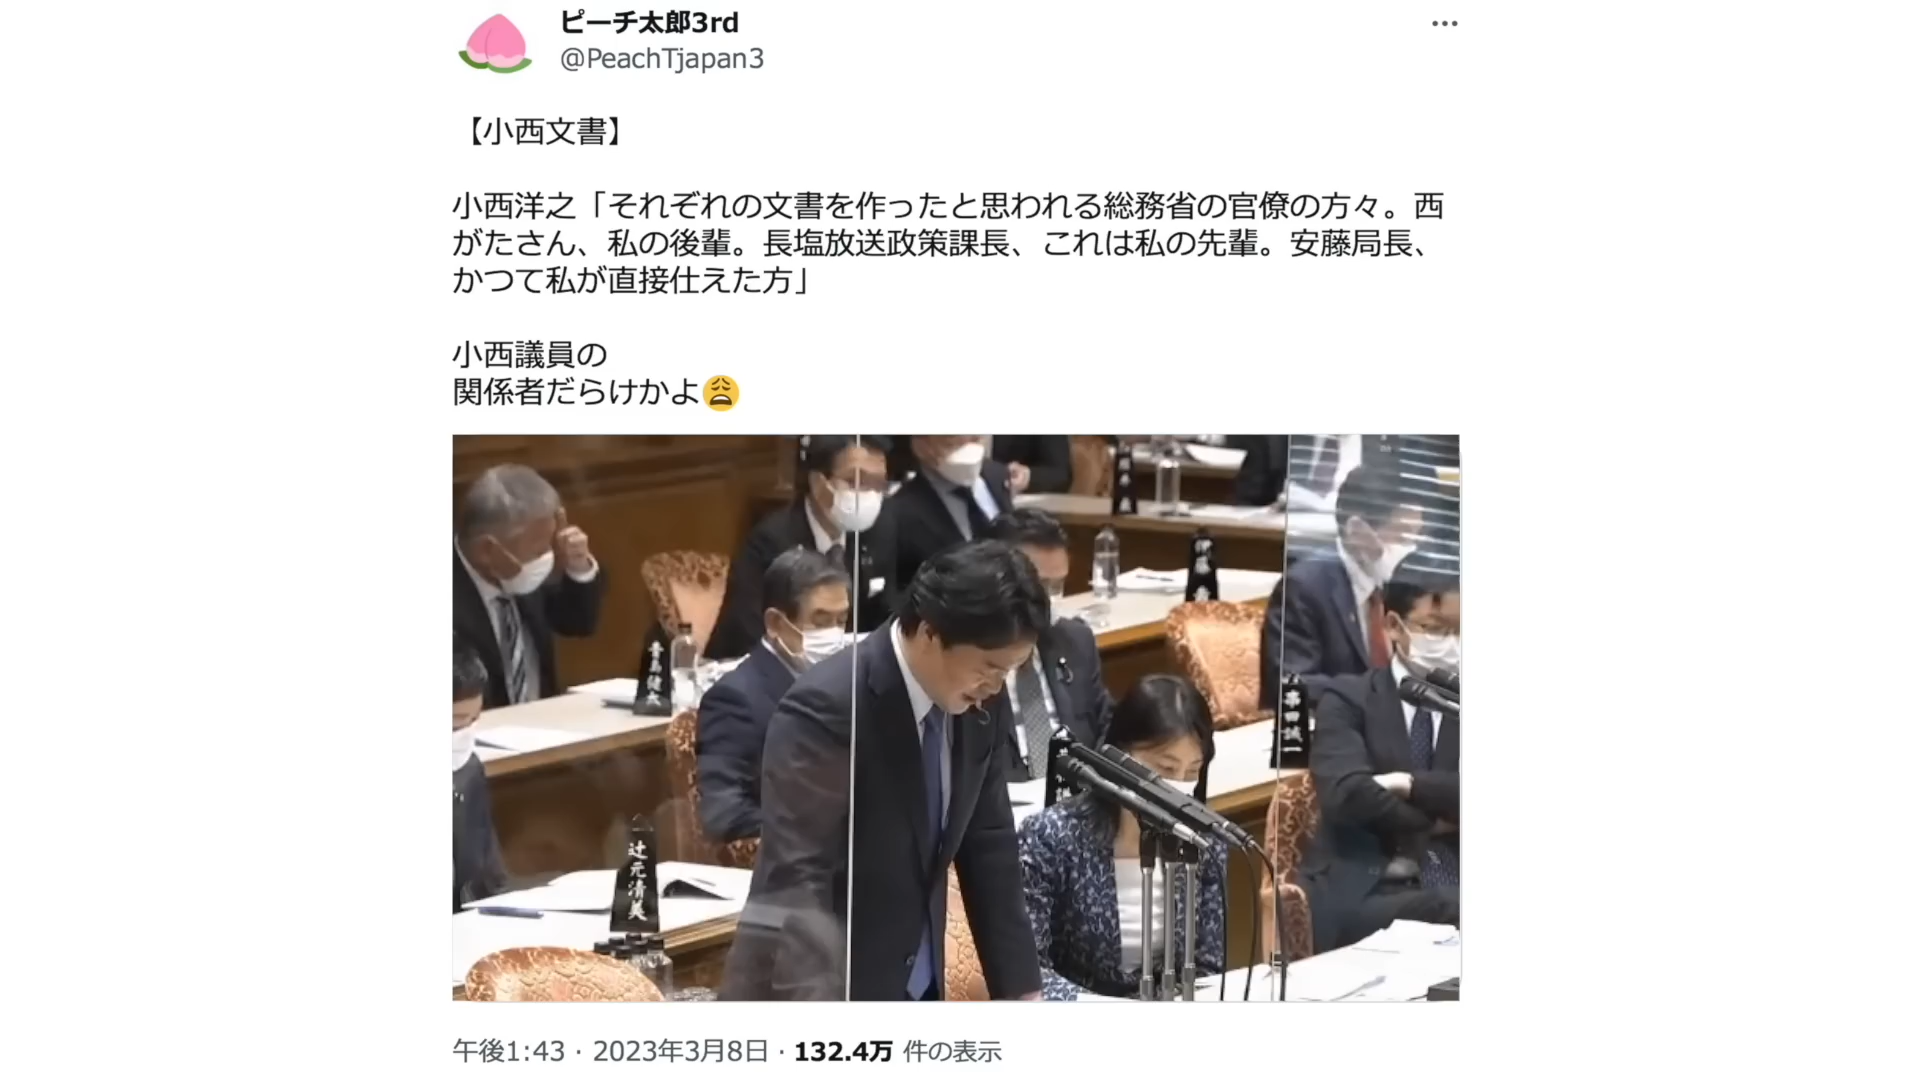 ピーチ太郎3rd
@PeachTjapan3
【小西文書】
小西洋之「それぞれの文書を作ったと思われる総務省の官僚の方々。西
がたさん、私の後輩。長塩放送政策課長、これは私の先輩。安藤局長、
かつて私が直接仕えた方」
小西議員の
関係者だらけかよ😩
青島健太
辻元清美
午後1:43 · 2023年3月8日 · 132.4万 件の表示